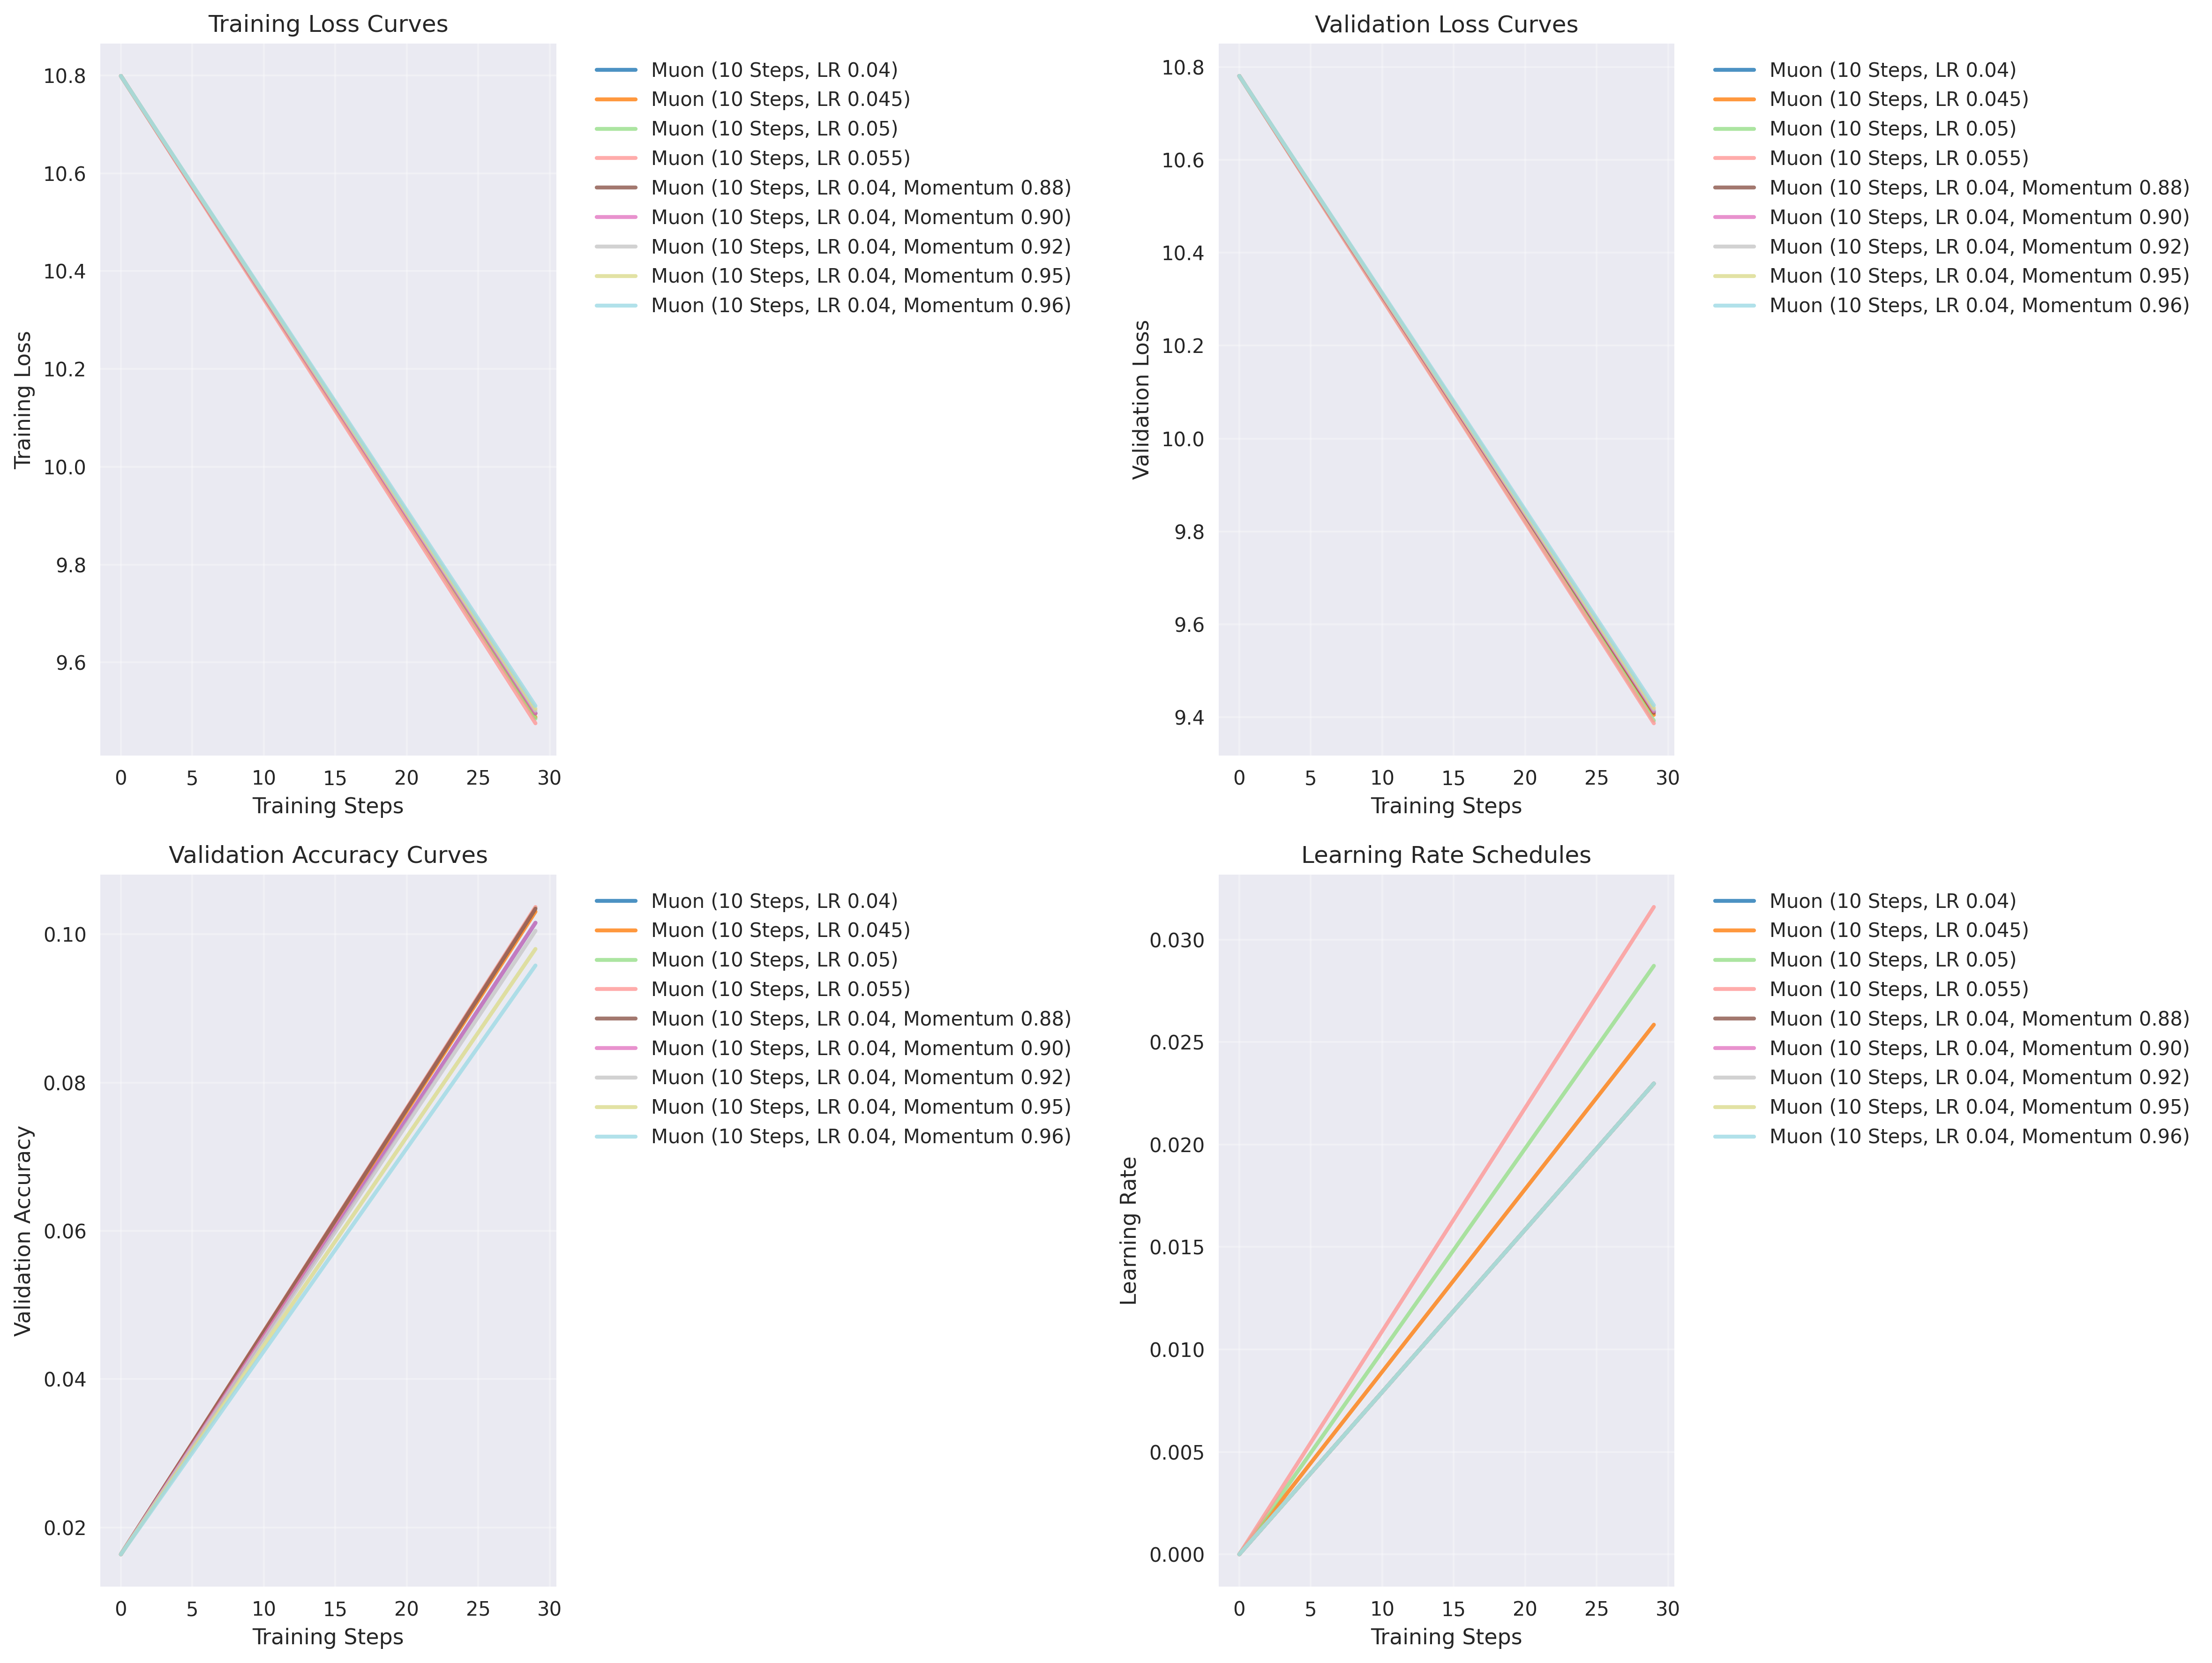 Training Loss Curves
Training Loss
10.8
10.6
10.4
10.2
10.0
9.8
9.6
0 5 10 15 20 25 30
Training Steps
Muon (10 Steps, LR 0.04)
Muon (10 Steps, LR 0.045)
Muon (10 Steps, LR 0.05)
Muon (10 Steps, LR 0.055)
Muon (10 Steps, LR 0.04, Momentum 0.88)
Muon (10 Steps, LR 0.04, Momentum 0.90)
Muon (10 Steps, LR 0.04, Momentum 0.92)
Muon (10 Steps, LR 0.04, Momentum 0.95)
Muon (10 Steps, LR 0.04, Momentum 0.96)
Validation Loss Curves
Validation Loss
10.8
10.6
10.4
10.2
10.0
9.8
9.6
9.4
0 5 10 15 20 25 30
Training Steps
Muon (10 Steps, LR 0.04)
Muon (10 Steps, LR 0.045)
Muon (10 Steps, LR 0.05)
Muon (10 Steps, LR 0.055)
Muon (10 Steps, LR 0.04, Momentum 0.88)
Muon (10 Steps, LR 0.04, Momentum 0.90)
Muon (10 Steps, LR 0.04, Momentum 0.92)
Muon (10 Steps, LR 0.04, Momentum 0.95)
Muon (10 Steps, LR 0.04, Momentum 0.96)
Validation Accuracy Curves
Validation Accuracy
0.10
0.08
0.06
0.04
0.02
0 5 10 15 20 25 30
Training Steps
Muon (10 Steps, LR 0.04)
Muon (10 Steps, LR 0.045)
Muon (10 Steps, LR 0.05)
Muon (10 Steps, LR 0.055)
Muon (10 Steps, LR 0.04, Momentum 0.88)
Muon (10 Steps, LR 0.04, Momentum 0.90)
Muon (10 Steps, LR 0.04, Momentum 0.92)
Muon (10 Steps, LR 0.04, Momentum 0.95)
Muon (10 Steps, LR 0.04, Momentum 0.96)
Learning Rate Schedules
Learning Rate
0.030
0.025
0.020
0.015
0.010
0.005
0.000
0 5 10 15 20 25 30
Training Steps
Muon (10 Steps, LR 0.04)
Muon (10 Steps, LR 0.045)
Muon (10 Steps, LR 0.05)
Muon (10 Steps, LR 0.055)
Muon (10 Steps, LR 0.04, Momentum 0.88)
Muon (10 Steps, LR 0.04, Momentum 0.90)
Muon (10 Steps, LR 0.04, Momentum 0.92)
Muon (10 Steps, LR 0.04, Momentum 0.95)
Muon (10 Steps, LR 0.04, Momentum 0.96)